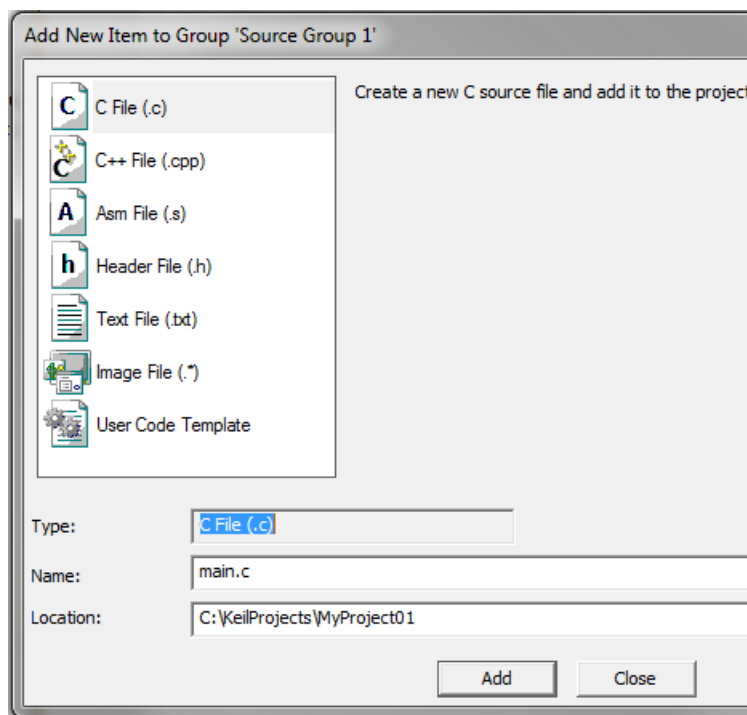 Add New Item to Group 'Source Group 1'
C File (.c)
Create a new C source file and add it to the project
C++ File (.cpp)
Asm File (.s)
Header File (.h)
Text File (.txt)
Image File (.*)
User Code Template
Type:
C File (.c)
Name:
main.c
Location:
C:\KeilProjects\MyProject01
Add
Close